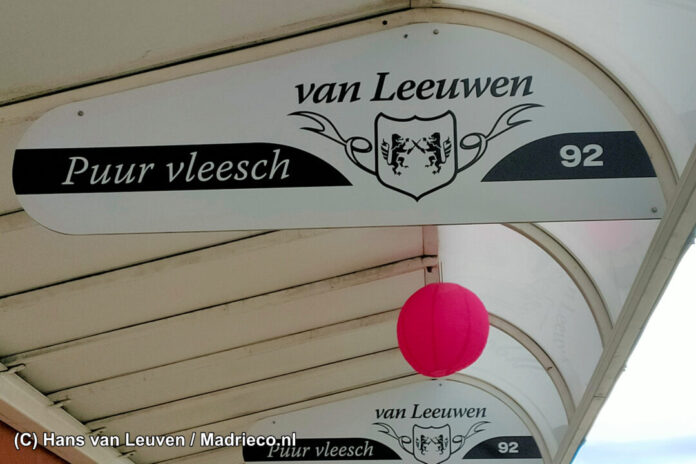 van Leeuwen
Puur vleesch
92
van Leeuwen
Puur vleesch
92
(C) Hans van Leuven / Madrieco.nl